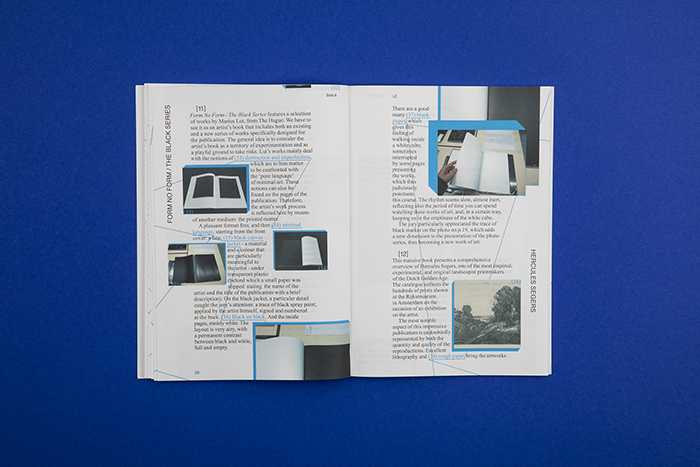 (32)
Side A
[11]
Form No Form / The Black Series features a selection
of works by Marius Lut, from The Hague. We have to
see it as an artist's book that includes both an existing
and a new series of works specifically designed for
the publication. The general idea is to consider the
artist's book as a territory of experimentation and as
a playful ground to take risks. Lut's works mainly deal
with the notions of (33) destruction and imperfection,
which are to him matter
to be confronted with
the 'pure language'
of minimal art. These
notions can also be
found on the pages of the
publication. Therefore,
the artist's work process
is reflected here by means
of another medium: the printed matter.
A pleasant format first, and then (34) minimal
language, starting from the front
cover: a fine, (35) black canvas
jacket – a material
and a colour that
are particularly
meaningful to
the artist – under
a transparent plastic
(behind which a small paper was
slipped: stating the name of the
artist and the title of the publication with a brief
description). On the black jacket, a particular detail
caught the jury's attention: a trace of black spray paint,
applied by the artist himself, signed and numbered
at the back. (36) Black on black. And the inside
pages, mainly white. The
layout is very airy, with
a permanent contrast
between black and white,
full and empty.
FORM NO FORM / THE BLACK SERIES
There are a good
many (37) blank
pages, which
gives this
feeling of
walking inside
a white cube,
sometimes
interrupted
by some pages
presenting
the works,
which thus
judiciously
punctuate
this course. The rhythm seems slow, almost inert,
reflecting also the period of time you can spend
watching these works of art, and, in a certain way,
keeping us in the emptiness of the white cube.
The jury particularly appreciated the trace of
black marker on the photo on p.19, which adds
a new dimension to the presentation of the photo
series, thus becoming a new work of art.
[12]
This massive book presents a comprehensive
overview of Hercules Segers, one of the most inspired,
experimental, and original landscapist printmakers
of the Dutch Golden Age.
The catalogue collects the
hundreds of prints shown
at the Rijksmuseum
in Amsterdam on the
occasion of an exhibition
on the artist.
The most notable
aspect of this impressive
publication is undoubtedly
represented by both the
quantity and quality of the
reproductions. Excellent
lithography and (39) rough paper bring the artworks
(38)
HERCULES SEGERS